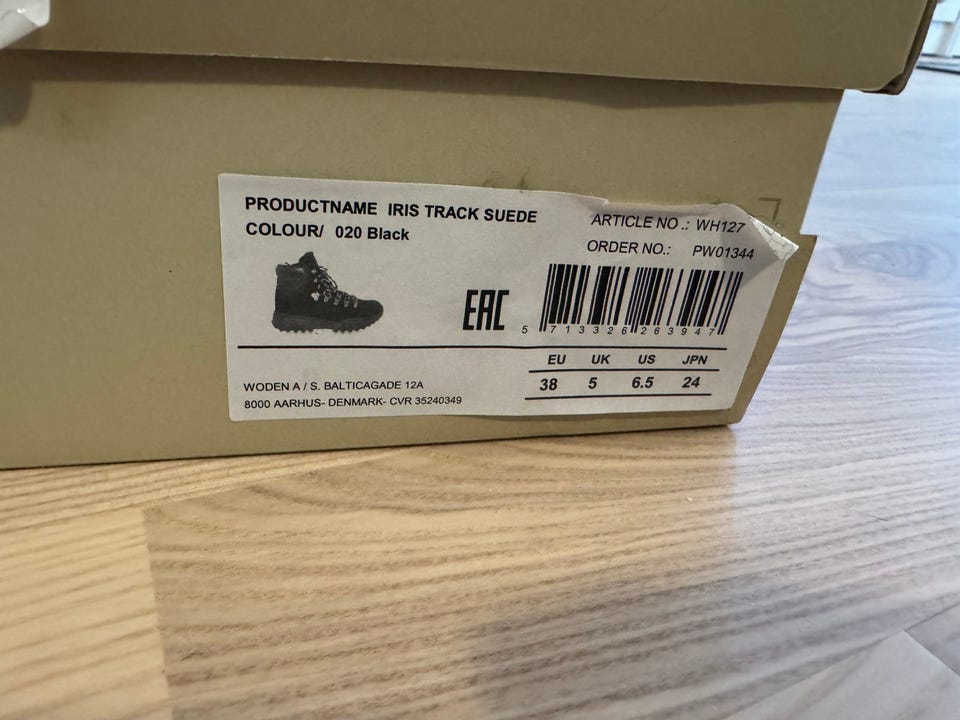 PRODUCTNAME IRIS TRACK SUEDE
COLOUR/ 020 Black
ARTICLE NO .: WH127
ORDER NO.: PW01344
EAC
5 713326 263947
EU UK US JPN
38 5 6.5 24
WODEN A / S. BALTICAGADE 12A
8000 AARHUS- DENMARK- CVR 35240349